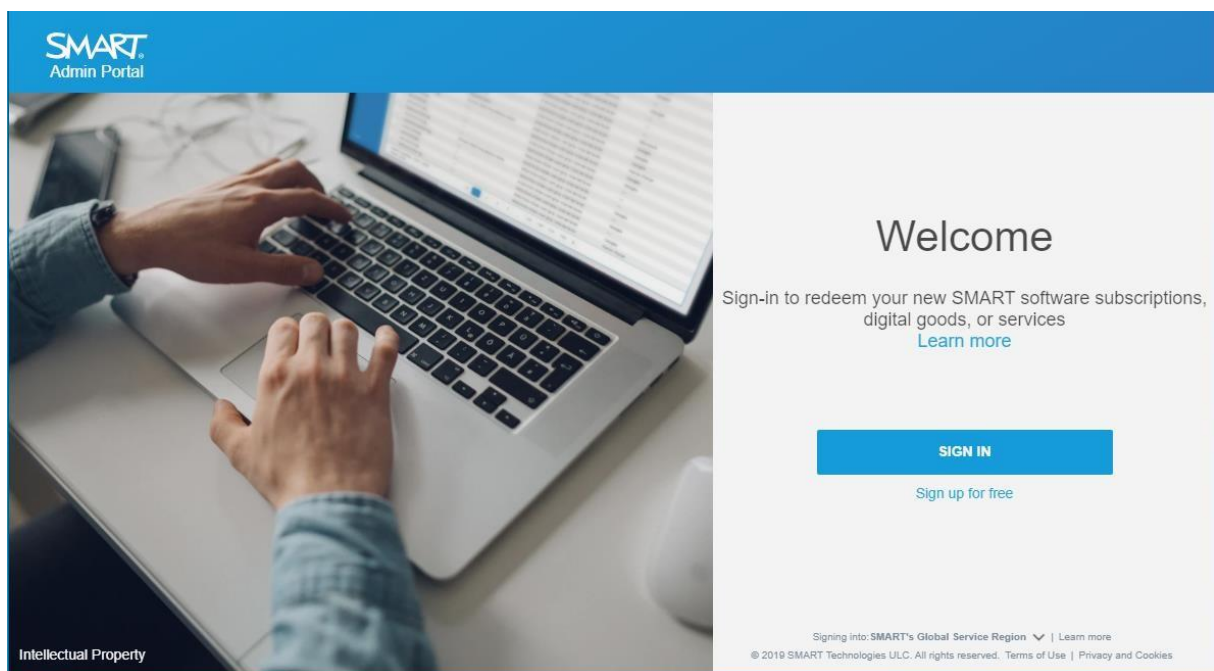 SMART
Admin Portal
Welcome
Sign-in to redeem your new SMART software subscriptions,
digital goods, or services
Learn more
SIGN IN
Sign up for free
Intellectual Property
Signing into: SMART's Global Service Region | Learn more
© 2019 SMART Technologies ULC. All rights reserved. Terms of Use | Privacy and Cookies